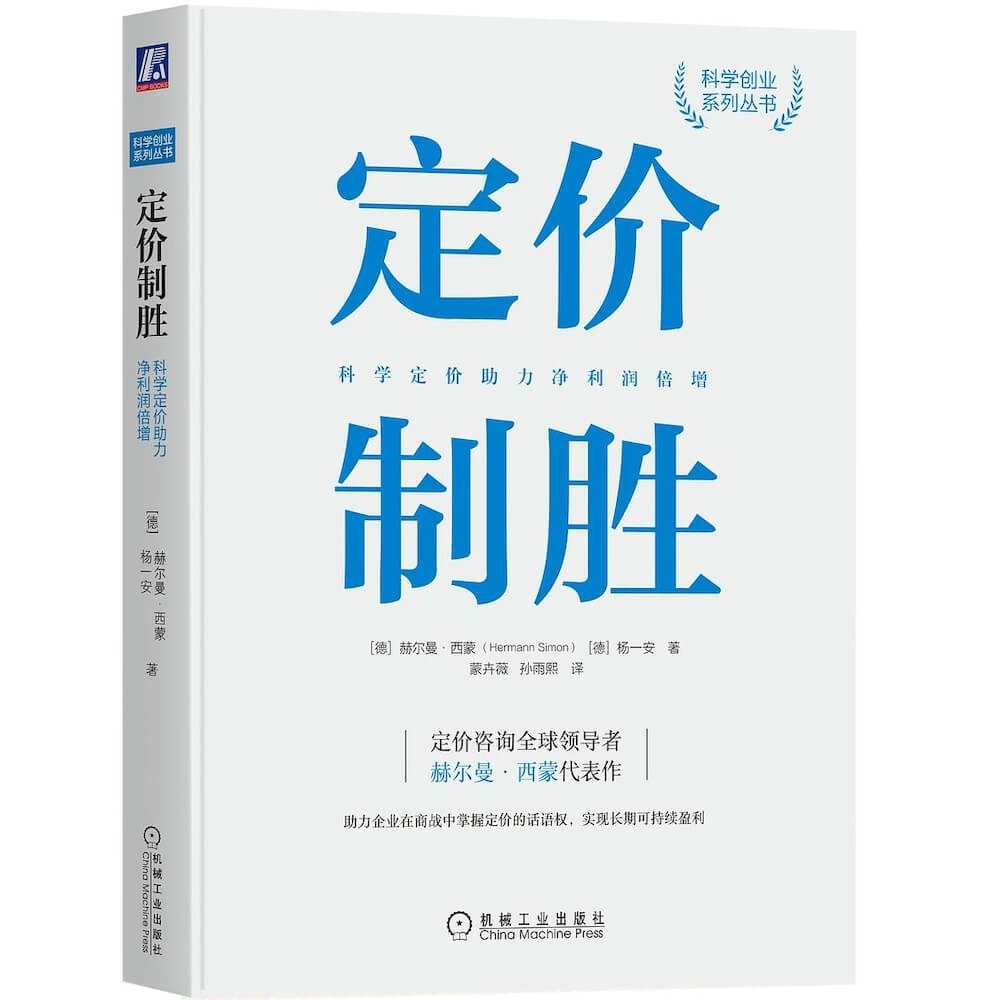 CMP BOOKS
科学创业
系列丛书
定价制胜
科学定价助力
净利润倍增
[德] 赫尔曼·西蒙
杨一安
著
机械工业出版社
China Machine Press
科学创业
系列丛书
定价
科学定价助力净利润倍增
制胜
[德] 赫尔曼·西蒙（Hermann Simon） [德] 杨一安 著
蒙卉薇 孙雨熙 译
定价咨询全球领导者
赫尔曼·西蒙代表作
助力企业在商战中掌握定价的话语权，实现长期可持续盈利
机械工业出版社
China Machine Press